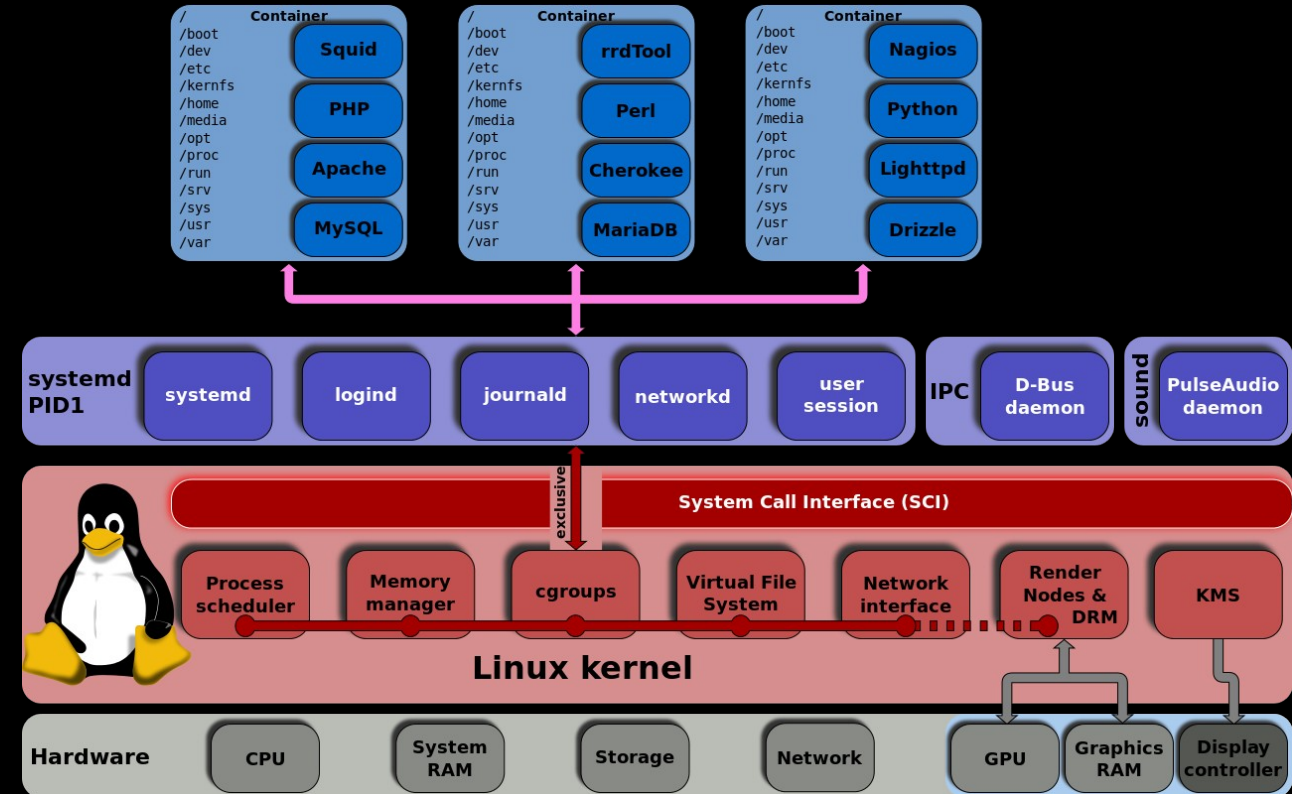 /
Container
/boot
/dev
/etc
/kernfs
/home
/media
/opt
/proc
/run
/srv
/sys
/usr
/var
Squid
PHP
Apache
MySQL
/
Container
/boot
/dev
/etc
/kernfs
/home
/media
/opt
/proc
/run
/srv
/sys
/usr
/var
rrdTool
Perl
Cherokee
MariaDB
/
Container
/boot
/dev
/etc
/kernfs
/home
/media
/opt
/proc
/run
/srv
/sys
/usr
/var
Nagios
Python
Lighttpd
Drizzle
systemd
PID1
systemd
logind
journald
networkd
user
session
IPC
D-Bus
daemon
sound
PulseAudio
daemon
exclusive
System Call Interface (SCI)
Process
scheduler
Memory
manager
cgroups
Virtual File
System
Network
interface
Render
Nodes &
DRM
KMS
Linux kernel
Hardware
CPU
System
RAM
Storage
Network
GPU
Graphics
RAM
Display
controller